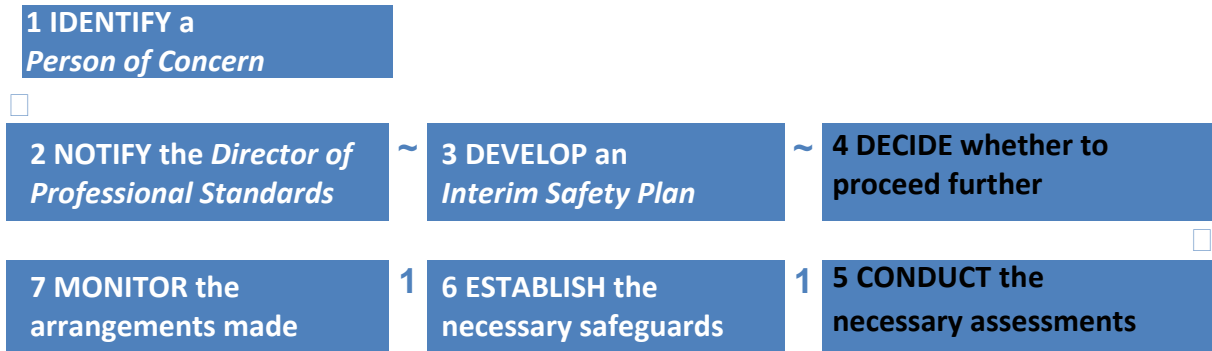 1 IDENTIFY a
Person of Concern
2 NOTIFY the Director of
Professional Standards
~
3 DEVELOP an
Interim Safety Plan
~
4 DECIDE whether to
proceed further
7 MONITOR the
arrangements made
1
6 ESTABLISH the
necessary safeguards
1
5 CONDUCT the
necessary assessments